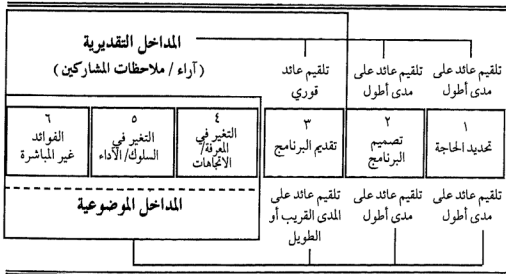 المداخل التقديرية
(آراء / ملاحظات المشاركين)
تلقيم عائد على
مدى أطول
تلقيم عائد على
مدى أطول
تلقيم عائد
قوري
١
تحديد الحاجة
٢
تصميم
البرنامج
٣
تقديم البرنامج
٤
التغير في
المعرفة/
الاتجاهات
٥
التغير في
السلوك/ الأداء
٦
الفوائد
غير المباشرة
المداخل الموضوعية
تلقيم عائد على
مدى أطول
تلقيم عائد على
مدى أطول
تلقيم عائد على
المدى القريب أو
الطويل